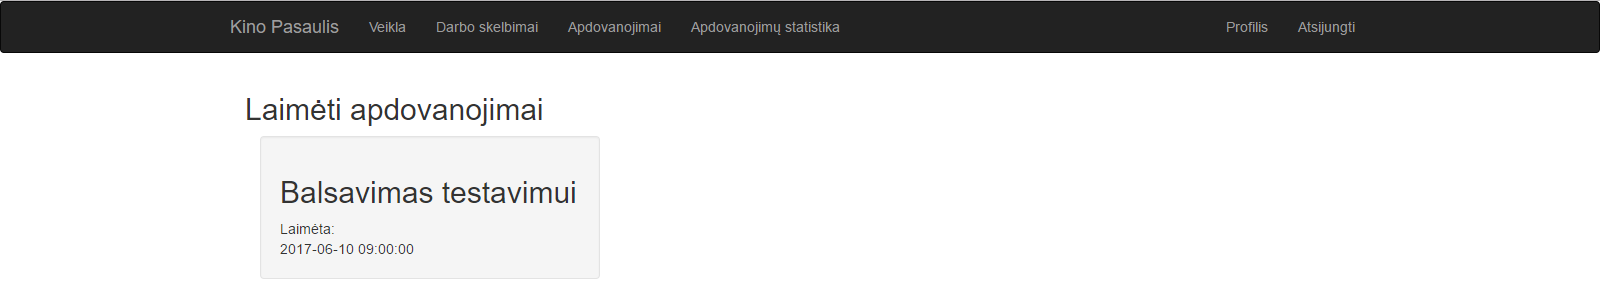 Kino Pasaulis Veikla Darbo skelbimai Apdovanojimai Apdovanojimų statistika Profilis Atsijungti
Laimėti apdovanojimai
Balsavimas testavimui
Laimėta:
2017-06-10 09:00:00